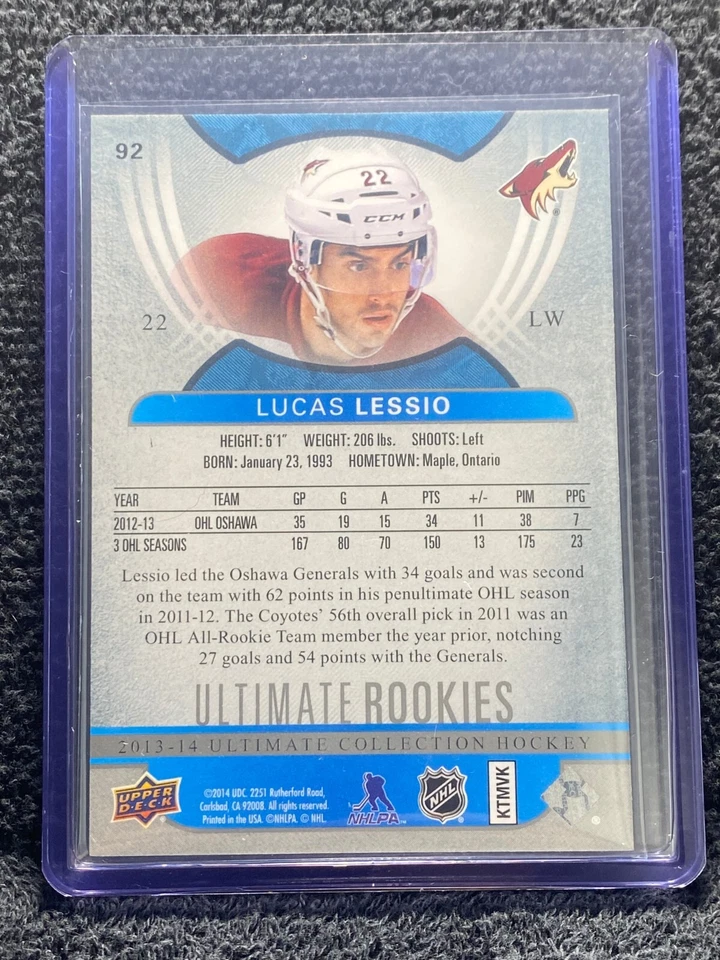 92
22
CCM
22
LW
LUCAS LESSIO
HEIGHT: 6'1" WEIGHT: 206 lbs. SHOOTS: Left
BORN: January 23, 1993 HOMETOWN: Maple, Ontario
YEAR TEAM GP G A PTS +/- PIM PPG
2012-13 OHL OSHAWA 35 19 15 34 11 38 7
3 OHL SEASONS 167 80 70 150 13 175 23
Lessio led the Oshawa Generals with 34 goals and was second
on the team with 62 points in his penultimate OHL season
in 2011-12. The Coyotes' 56th overall pick in 2011 was an
OHL All-Rookie Team member the year prior, notching
27 goals and 54 points with the Generals.
ULTIMATE ROOKIES
2013-14 ULTIMATE COLLECTION HOCKEY
UPPER
D·E·C·K
©2014 UDC. 2251 Rutherford Road,
Carlsbad, CA 92008. All rights reserved.
Printed in the USA. ©NHLPA. © NHL.
NHLPA
NHL
KTMVK